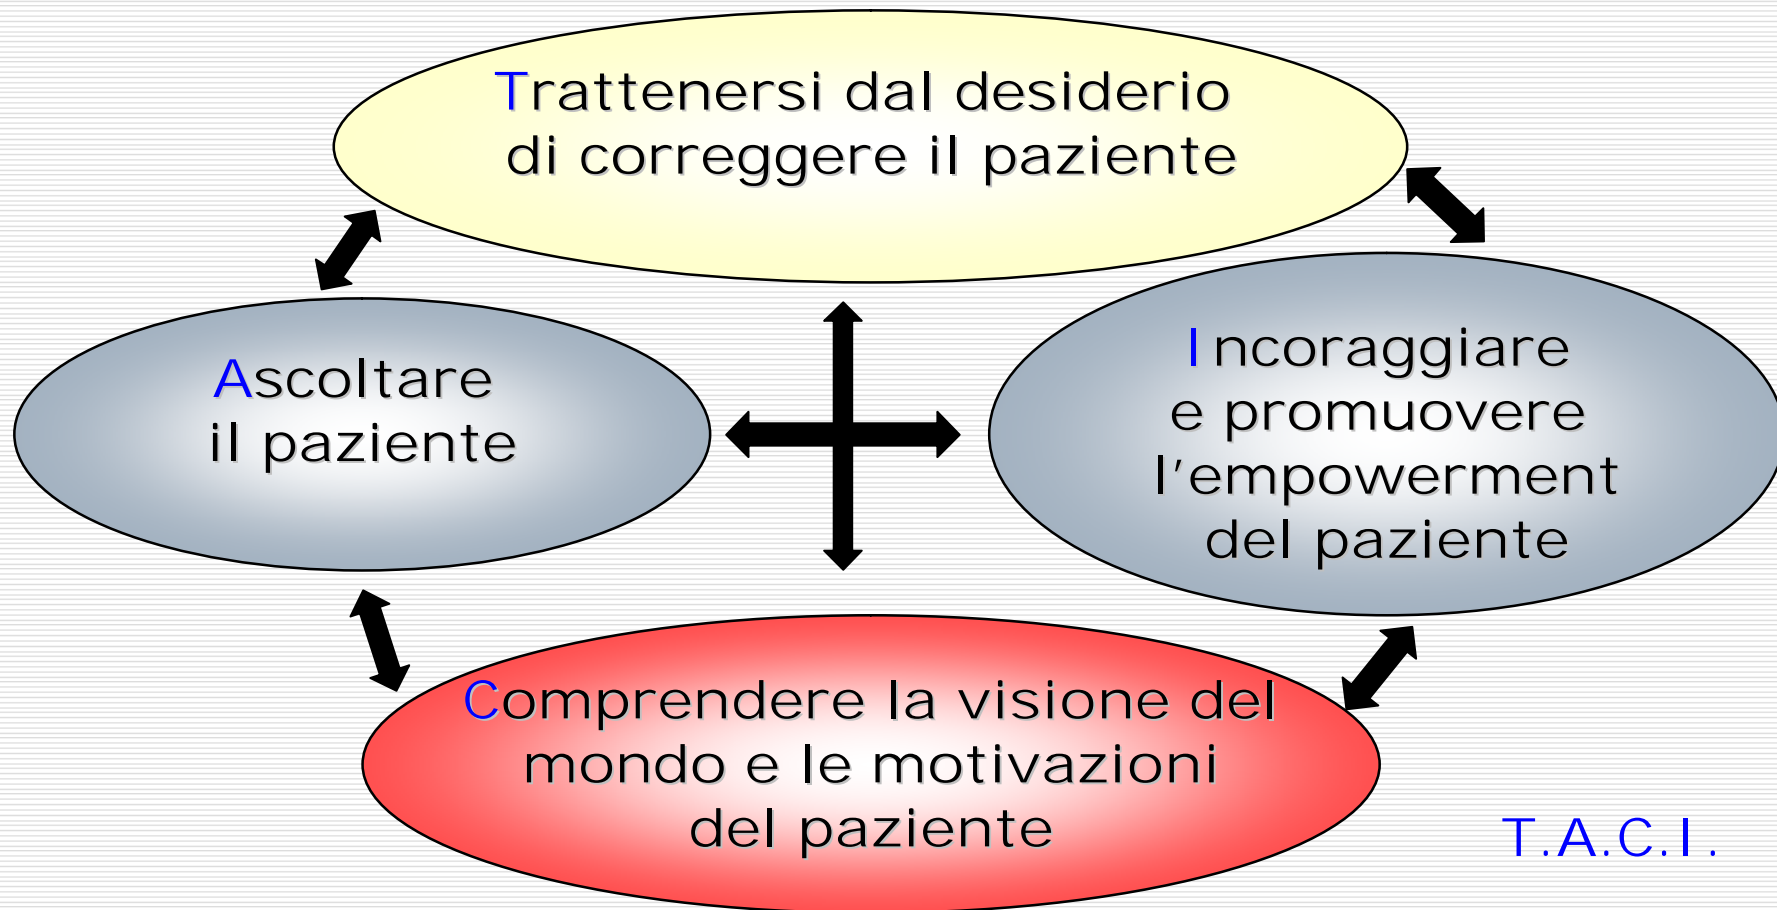 Trattenersi dal desiderio
di correggere il paziente
Ascoltare
il paziente
Incoraggiare
e promuovere
l'empowerment
del paziente
Comprendere la visione del
mondo e le motivazioni
del paziente
T.A.C.I.